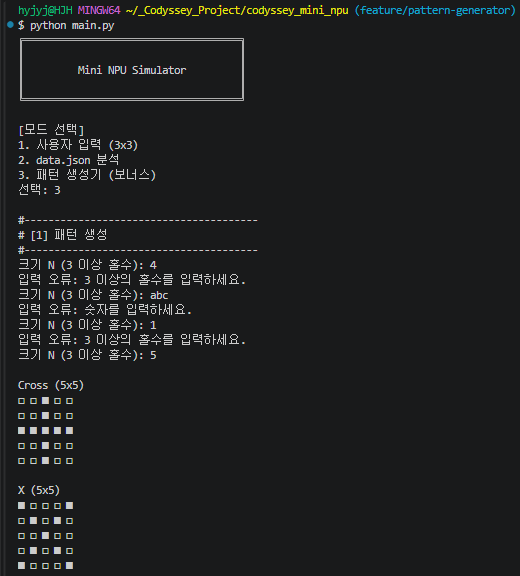 hyjyj@HJH MINGW64 ~/_Codyssey_Project/codyssey_mini_npu (feature/pattern-generator)
$ python main.py
Mini NPU Simulator
[모드 선택]
1. 사용자 입력 (3x3)
2. data.json 분석
3. 패턴 생성기 (보너스)
선택: 3
#---------------------------------------
# [1] 패턴 생성
#---------------------------------------
크기 N (3 이상 홀수): 4
입력 오류: 3 이상의 홀수를 입력하세요.
크기 N (3 이상 홀수): abc
입력 오류: 숫자를 입력하세요.
크기 N (3 이상 홀수): 1
입력 오류: 3 이상의 홀수를 입력하세요.
크기 N (3 이상 홀수): 5
Cross (5x5)
□ □ ■ □ □
□ □ ■ □ □
■ ■ ■ ■ ■
□ □ ■ □ □
□ □ ■ □ □
X (5x5)
■ □ □ □ ■
□ ■ □ ■ □
□ □ ■ □ □
□ ■ □ ■ □
■ □ □ □ ■